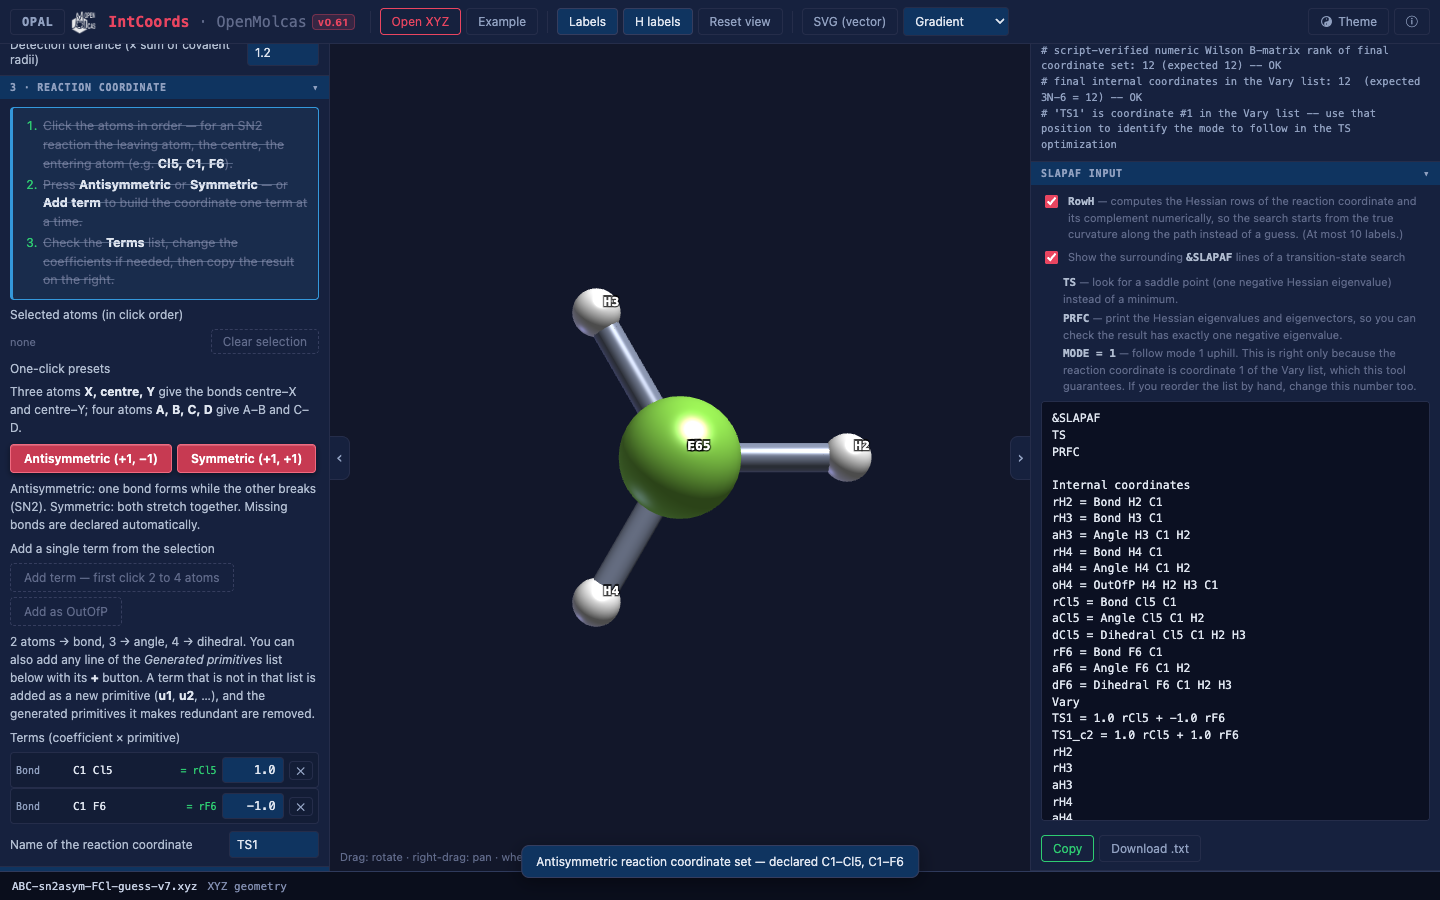 OPAL
OPEN
MOLCAS
IntCoords · OpenMolcas v0.61
Open XYZ
Example
Labels
H labels
Reset view
SVG (vector)
Gradient
Theme
Detection tolerance (× sum of covalent
radii)
1.2
3 · REACTION COORDINATE
1. Click the atoms in order — for an SN2
reaction the leaving atom, the centre, the
entering atom (e.g. Cl5, C1, F6).
2. Press Antisymmetric or Symmetric — or
Add term to build the coordinate one term at
a time.
3. Check the Terms list, change the
coefficients if needed, then copy the result
on the right.
Selected atoms (in click order)
none
Clear selection
One-click presets
Three atoms X, centre, Y give the bonds centre–X
and centre–Y; four atoms A, B, C, D give A–B and C–
D.
Antisymmetric (+1, −1)
Symmetric (+1, +1)
Antisymmetric: one bond forms while the other breaks
(SN2). Symmetric: both stretch together. Missing
bonds are declared automatically.
Add a single term from the selection
Add term — first click 2 to 4 atoms
Add as OutOfP
2 atoms → bond, 3 → angle, 4 → dihedral. You can
also add any line of the Generated primitives list
below with its + button. A term that is not in that list is
added as a new primitive (u1, u2, …), and the
generated primitives it makes redundant are removed.
Terms (coefficient × primitive)
Bond C1 Cl5 = rCl5 1.0 ×
Bond C1 F6 = rF6 −1.0 ×
Name of the reaction coordinate
TS1
H3
H2
H4
Drag: rotate · right-drag: pan · whe
Antisymmetric reaction coordinate set — declared C1–Cl5, C1–F6
# script-verified numeric Wilson B-matrix rank of final
coordinate set: 12 (expected 12) -- OK
# final internal coordinates in the Vary list: 12 (expected
3N-6 = 12) -- OK
# 'TS1' is coordinate #1 in the Vary list -- use that
position to identify the mode to follow in the TS
optimization
SLAPAF INPUT
RowH — computes the Hessian rows of the reaction coordinate and
its complement numerically, so the search starts from the true
curvature along the path instead of a guess. (At most 10 labels.)
Show the surrounding &SLAPAF lines of a transition-state search
TS — look for a saddle point (one negative Hessian eigenvalue)
instead of a minimum.
PRFC — print the Hessian eigenvalues and eigenvectors, so you can
check the result has exactly one negative eigenvalue.
MODE = 1 — follow mode 1 uphill. This is right only because the
reaction coordinate is coordinate 1 of the Vary list, which this tool
guarantees. If you reorder the list by hand, change this number too.
&SLAPAF
TS
PRFC
Internal coordinates
rH2 = Bond H2 C1
rH3 = Bond H3 C1
aH3 = Angle H3 C1 H2
rH4 = Bond H4 C1
aH4 = Angle H4 C1 H2
oH4 = OutOfP H4 H2 H3 C1
rCl5 = Bond Cl5 C1
aCl5 = Angle Cl5 C1 H2
dCl5 = Dihedral Cl5 C1 H2 H3
rF6 = Bond F6 C1
aF6 = Angle F6 C1 H2
dF6 = Dihedral F6 C1 H2 H3
Vary
TS1 = 1.0 rCl5 + -1.0 rF6
TS1_c2 = 1.0 rCl5 + 1.0 rF6
rH2
rH3
aH3
rH4
aH4
Copy
Download .txt
ABC-sn2asym-FCl-guess-v7.xyz XYZ geometry